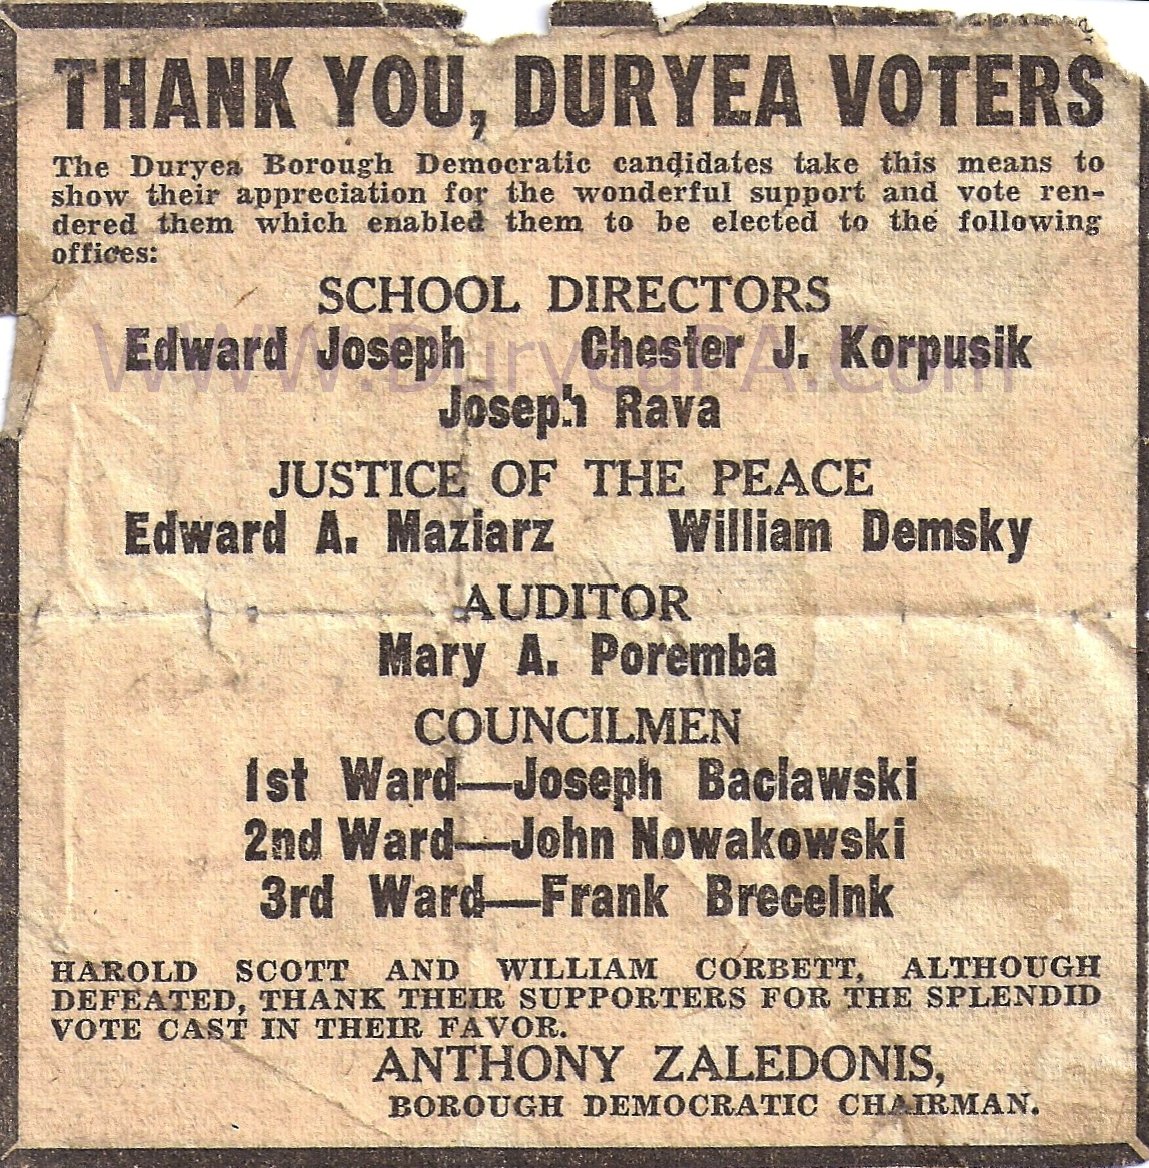 THANK YOU, DURYEA VOTERS
The Duryea Borough Democratic candidates take this means to
show their appreciation for the wonderful support and vote ren-
dered them which enabled them to be elected to the following
offices:
SCHOOL DIRECTORS
Edward Joseph Chester J. Korpusik
www.DuryeaPA.com
Joseph Rava
JUSTICE OF THE PEACE
Edward A. Maziarz William Demsky
AUDITOR
Mary A. Poremba
COUNCILMEN
1st Ward—Joseph Baclawski
2nd Ward—John Nowakowski
3rd Ward—Frank Brecelnk
HAROLD SCOTT AND WILLIAM CORBETT, ALTHOUGH
DEFEATED, THANK THEIR SUPPORTERS FOR THE SPLENDID
VOTE CAST IN THEIR FAVOR.
ANTHONY ZALEDONIS,
BOROUGH DEMOCRATIC CHAIRMAN.